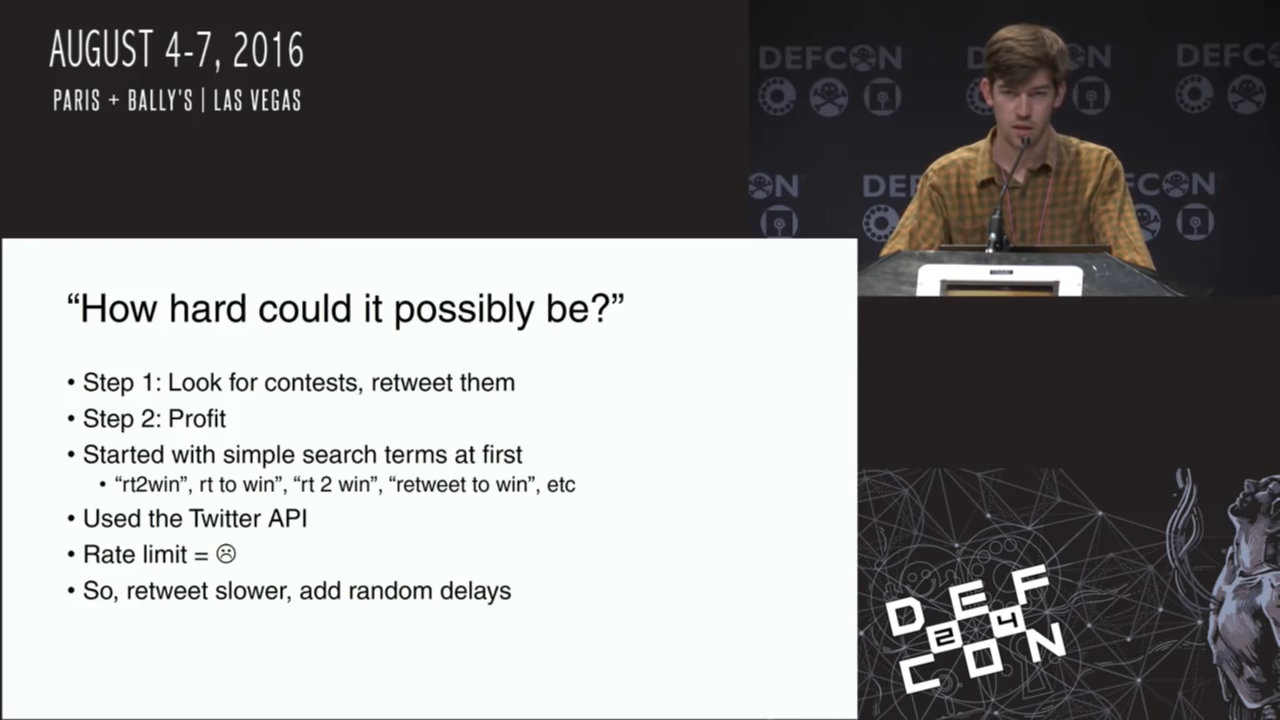 AUGUST 4-7, 2016
PARIS + BALLY'S | LAS VEGAS
DEFCON
DEFCON
“How hard could it possibly be?”
• Step 1: Look for contests, retweet them
• Step 2: Profit
• Started with simple search terms at first
• “rt2win”, rt to win”, “rt 2 win”, “retweet to win”, etc
• Used the Twitter API
• Rate limit = ☹
• So, retweet slower, add random delays
DEF
24
CON